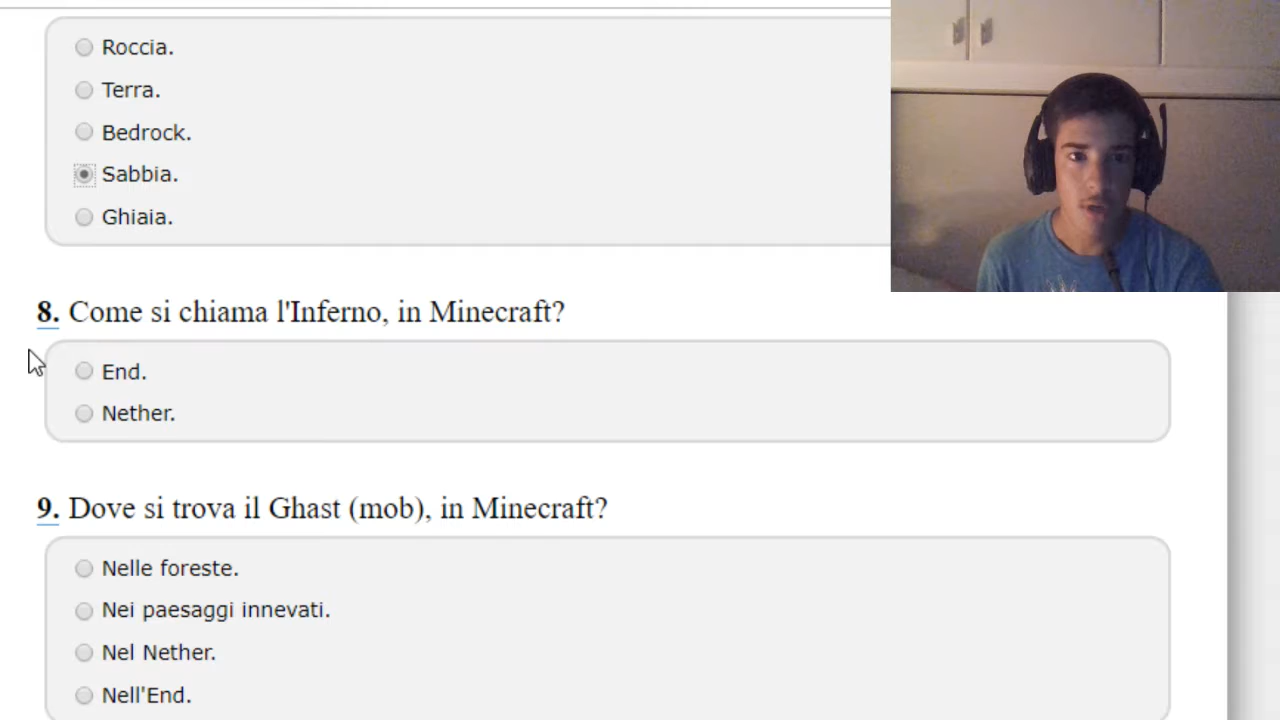 Roccia.
Terra.
Bedrock.
Sabbia.
Ghiaia.
8. Come si chiama l'Inferno, in Minecraft?
End.
Nether.
9. Dove si trova il Ghast (mob), in Minecraft?
Nelle foreste.
Nei paesaggi innevati.
Nel Nether.
Nell'End.